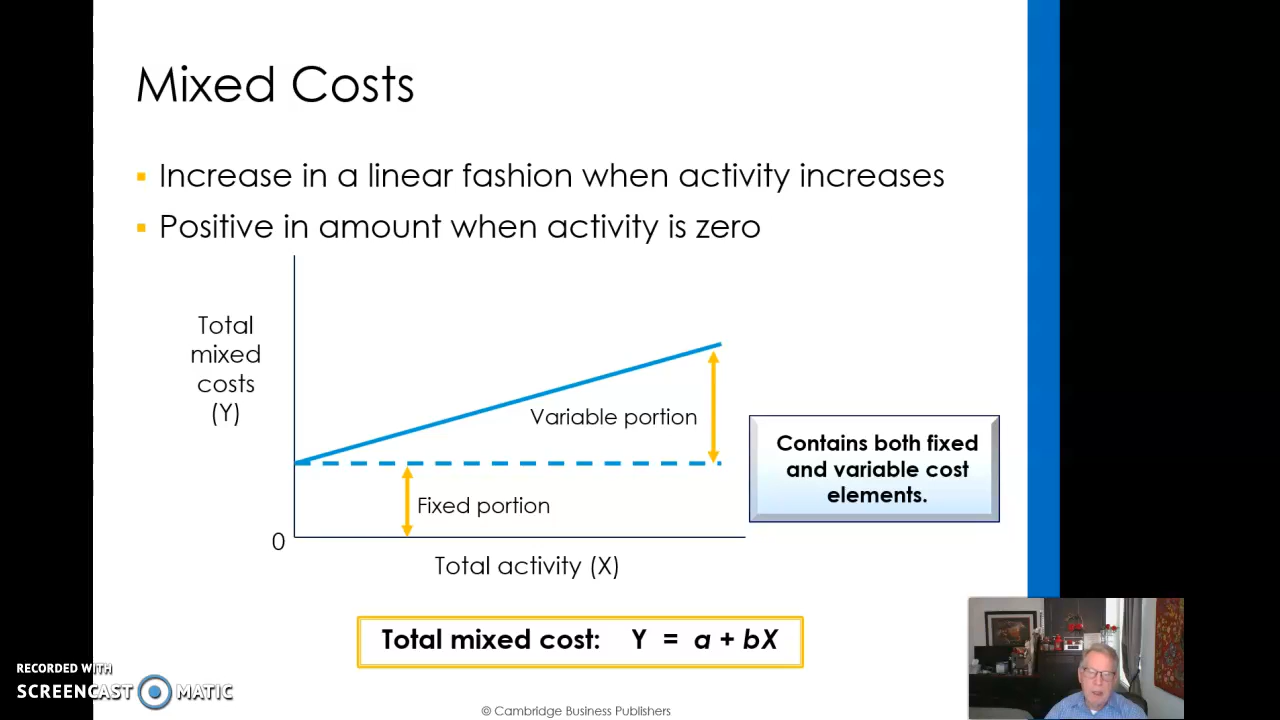 Mixed Costs
Increase in a linear fashion when activity increases
Positive in amount when activity is zero
Total
mixed
costs
(Y)
Variable portion
Contains both fixed
and variable cost
elements.
Fixed portion
0
Total activity (X)
Total mixed cost: Y = a + bX
RECORDED WITH
SCREENCAST MATIC
© Cambridge Business Publishers